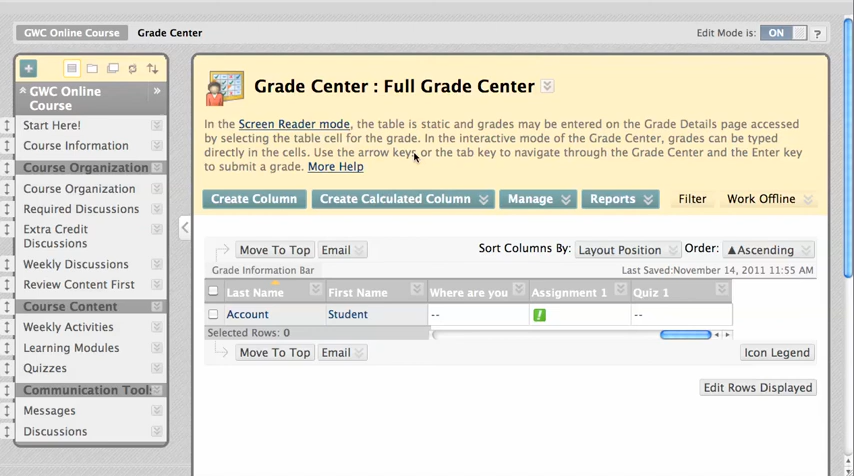 GWC Online Course Grade Center Edit Mode is: ON ?
GWC Online
Course
Start Here!
Course Information
Course Organization
Course Organization
Required Discussions
Extra Credit
Discussions
Weekly Discussions
Review Content First
Course Content
Weekly Activities
Learning Modules
Quizzes
Communication Tools
Messages
Discussions
Grade Center : Full Grade Center
In the Screen Reader mode, the table is static and grades may be entered on the Grade Details page accessed
by selecting the table cell for the grade. In the interactive mode of the Grade Center, grades can be typed
directly in the cells. Use the arrow keys or the tab key to navigate through the Grade Center and the Enter key
to submit a grade. More Help
Create Column Create Calculated Column Manage Reports Filter Work Offline
Move To Top Email Sort Columns By: Layout Position Order: ▲Ascending
Grade Information Bar Last Saved:November 14, 2011 11:55 AM
Last Name First Name Where are you Assignment 1 Quiz 1
Account Student -- ! --
Selected Rows: 0
Move To Top Email Icon Legend
Edit Rows Displayed